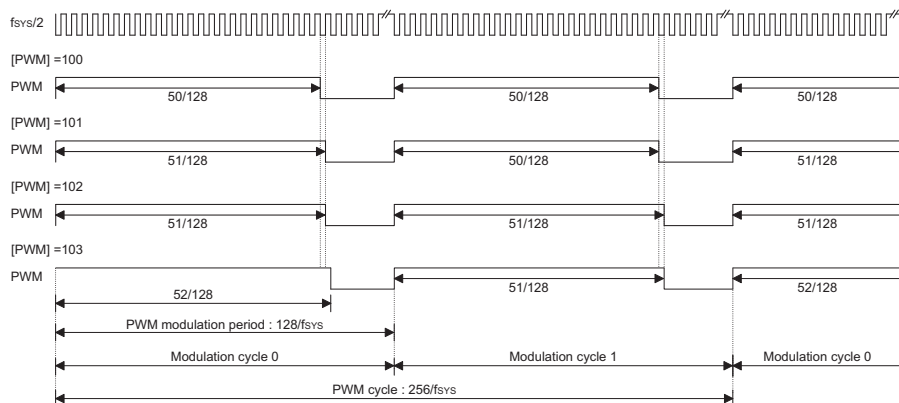 fSYS/2
[PWM] =100
PWM
50/128 50/128 50/128
[PWM] =101
PWM
51/128 50/128 51/128
[PWM] =102
PWM
51/128 51/128 51/128
[PWM] =103
PWM
52/128 51/128 52/128
PWM modulation period : 128/fSYS
Modulation cycle 0 Modulation cycle 1 Modulation cycle 0
PWM cycle : 256/fSYS